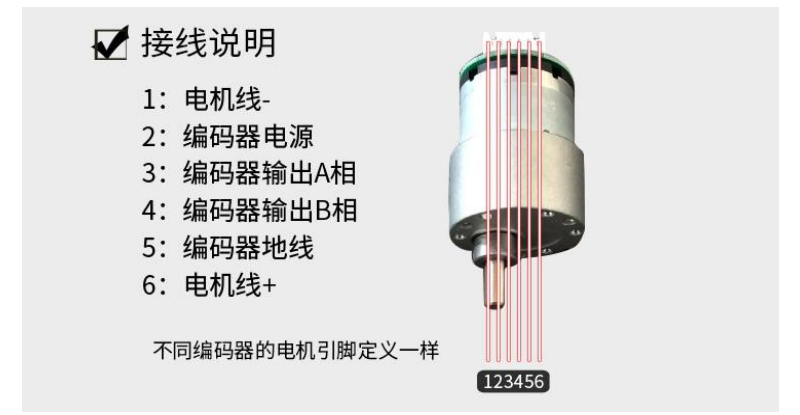 接线说明
1：电机线-
2：编码器电源
3：编码器输出A相
4：编码器输出B相
5：编码器地线
6：电机线+
不同编码器的电机引脚定义一样
123456